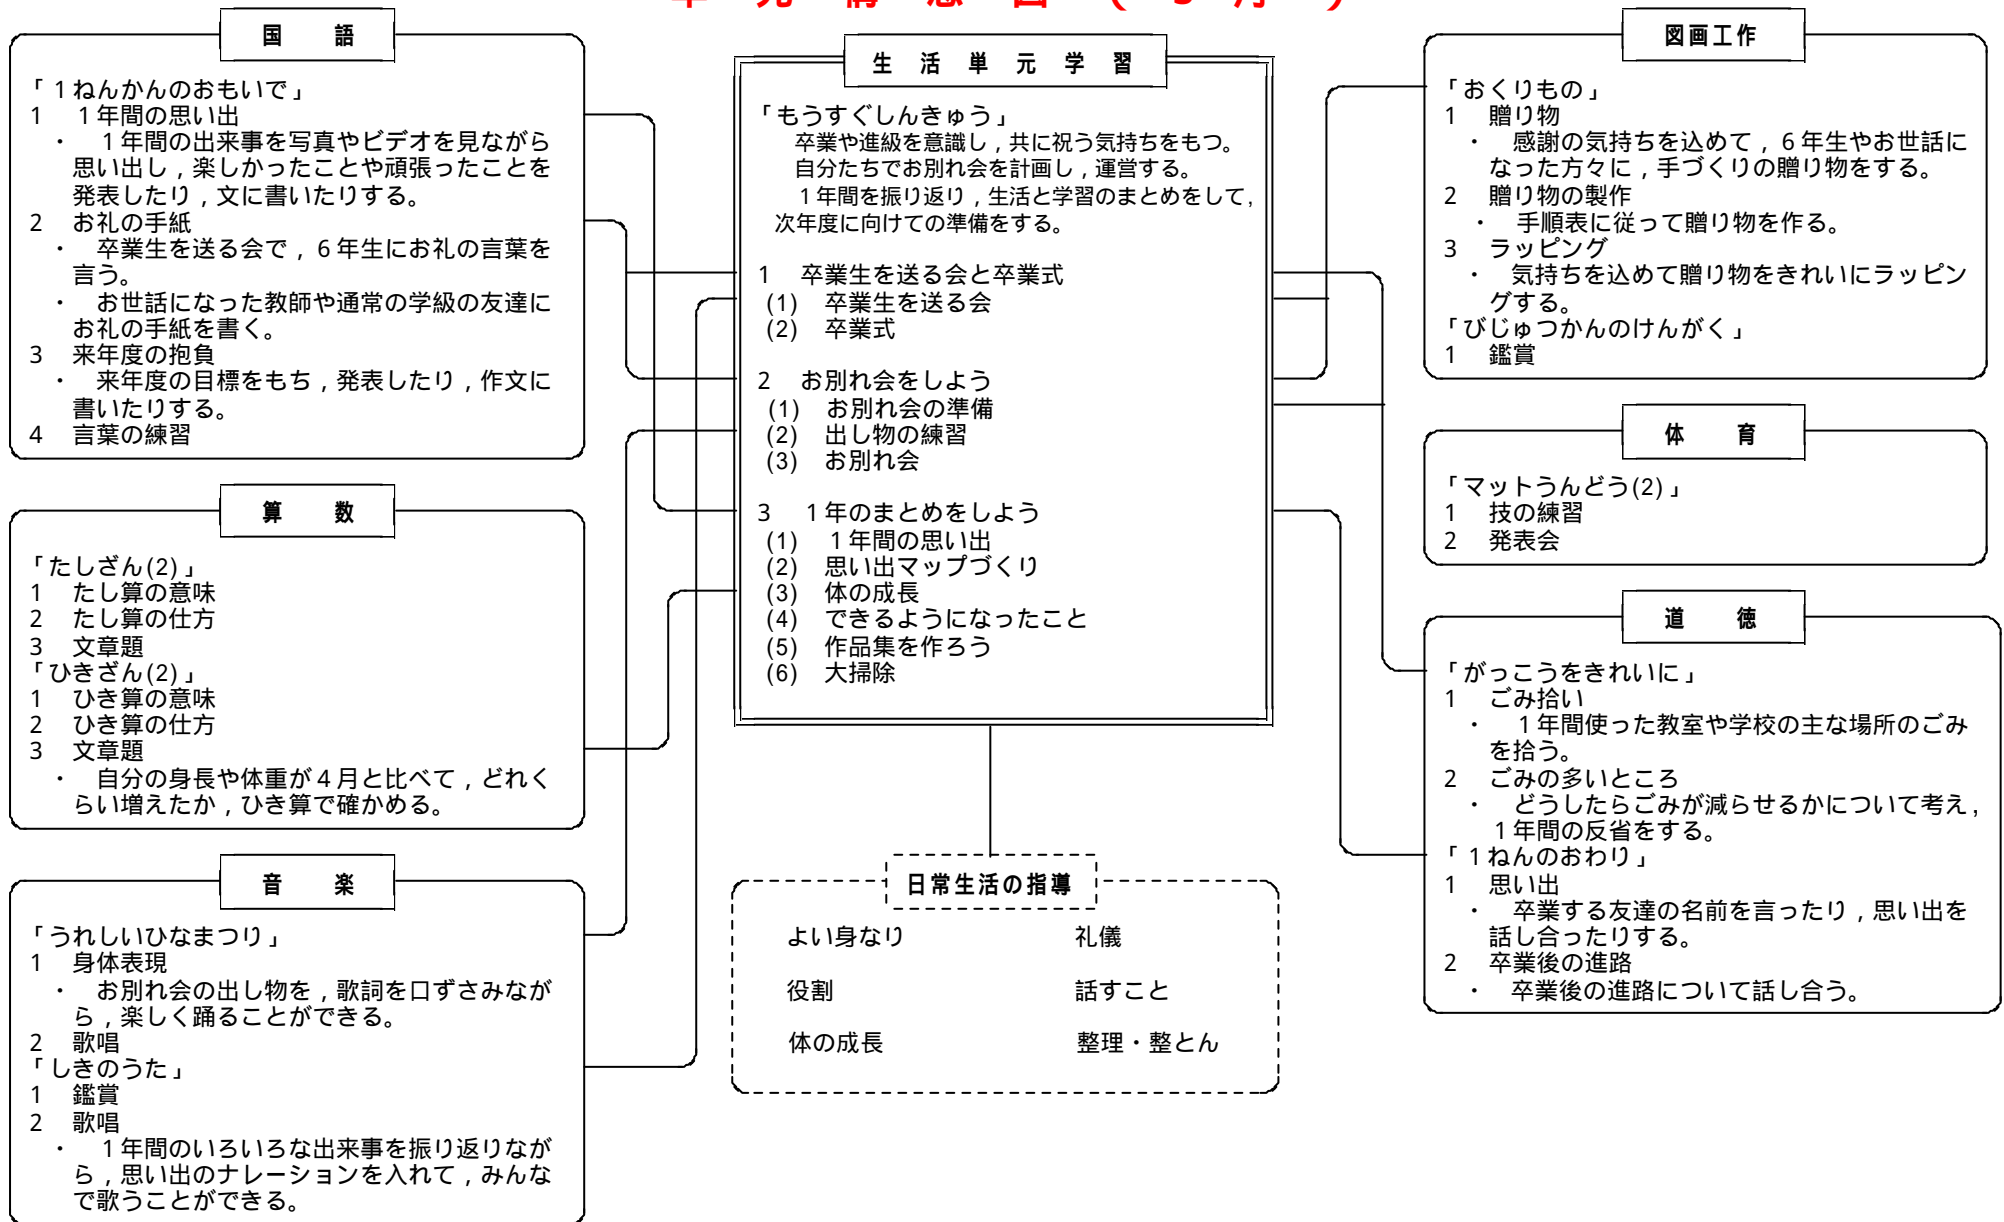 国　語
「1ねんかんのおもいで」
1　1年間の思い出
・　1年間の出来事を写真やビデオを見ながら
思い出し，楽しかったことや頑張ったことを
発表したり，文に書いたりする。
2　お礼の手紙
・　卒業生を送る会で，6年生にお礼の言葉を
言う。
・　お世話になった教師や通常の学級の友達に
お礼の手紙を書く。
3　来年度の抱負
・　来年度の目標をもち，発表したり，作文に
書いたりする。
4　言葉の練習
算　数
「たしざん(2)」
1　たし算の意味
2　たし算の仕方
3　文章題
「ひきざん(2)」
1　ひき算の意味
2　ひき算の仕方
3　文章題
・　自分の身長や体重が4月と比べて，どれく
らい増えたか，ひき算で確かめる。
音　楽
「うれしいひなまつり」
1　身体表現
・　お別れ会の出し物を，歌詞を口ずさみなが
ら，楽しく踊ることができる。
2　歌唱
「しきのうた」
1　鑑賞
2　歌唱
・　1年間のいろいろな出来事を振り返りなが
ら，思い出のナレーションを入れて，みんな
で歌うことができる。
生　活　単　元　学　習
「もうすぐしんきゅう」
卒業や進級を意識し，共に祝う気持ちをもつ。
自分たちでお別れ会を計画し，運営する。
1年間を振り返り，生活と学習のまとめをして，
次年度に向けての準備をする。
1　卒業生を送る会と卒業式
(1)　卒業生を送る会
(2)　卒業式
2　お別れ会をしよう
(1)　お別れ会の準備
(2)　出し物の練習
(3)　お別れ会
3　1年のまとめをしよう
(1)　1年間の思い出
(2)　思い出マップづくり
(3)　体の成長
(4)　できるようになったこと
(5)　作品集を作ろう
(6)　大掃除
日常生活の指導
よい身なり　礼儀
役割　話すこと
体の成長　整理・整とん
図画工作
「おくりもの」
1　贈り物
・　感謝の気持ちを込めて，6年生やお世話に
なった方々に，手づくりの贈り物をする。
2　贈り物の製作
・　手順表に従って贈り物を作る。
3　ラッピング
・　気持ちを込めて贈り物をきれいにラッピン
グする。
「びじゅつかんのけんがく」
1　鑑賞
体　育
「マットうんどう(2)」
1　技の練習
2　発表会
道　徳
「がっこうをきれいに」
1　ごみ拾い
・　1年間使った教室や学校の主な場所のごみ
を拾う。
2　ごみの多いところ
・　どうしたらごみが減らせるかについて考え，
1年間の反省をする。
「1ねんのおわり」
1　思い出
・　卒業する友達の名前を言ったり，思い出を
話し合ったりする。
2　卒業後の進路
・　卒業後の進路について話し合う。